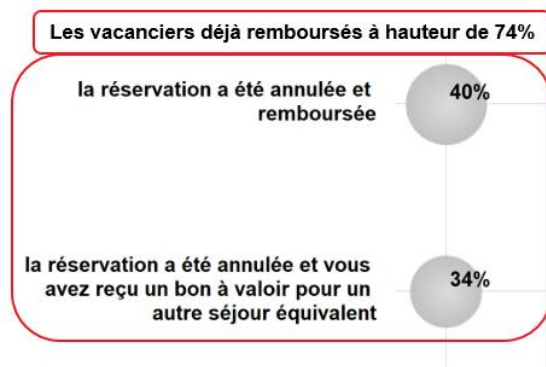 Les vacanciers déjà remboursés à hauteur de 74%
la réservation a été annulée et
remboursée
40%
la réservation a été annulée et vous
avez reçu un bon à valoir pour un
autre séjour équivalent
34%